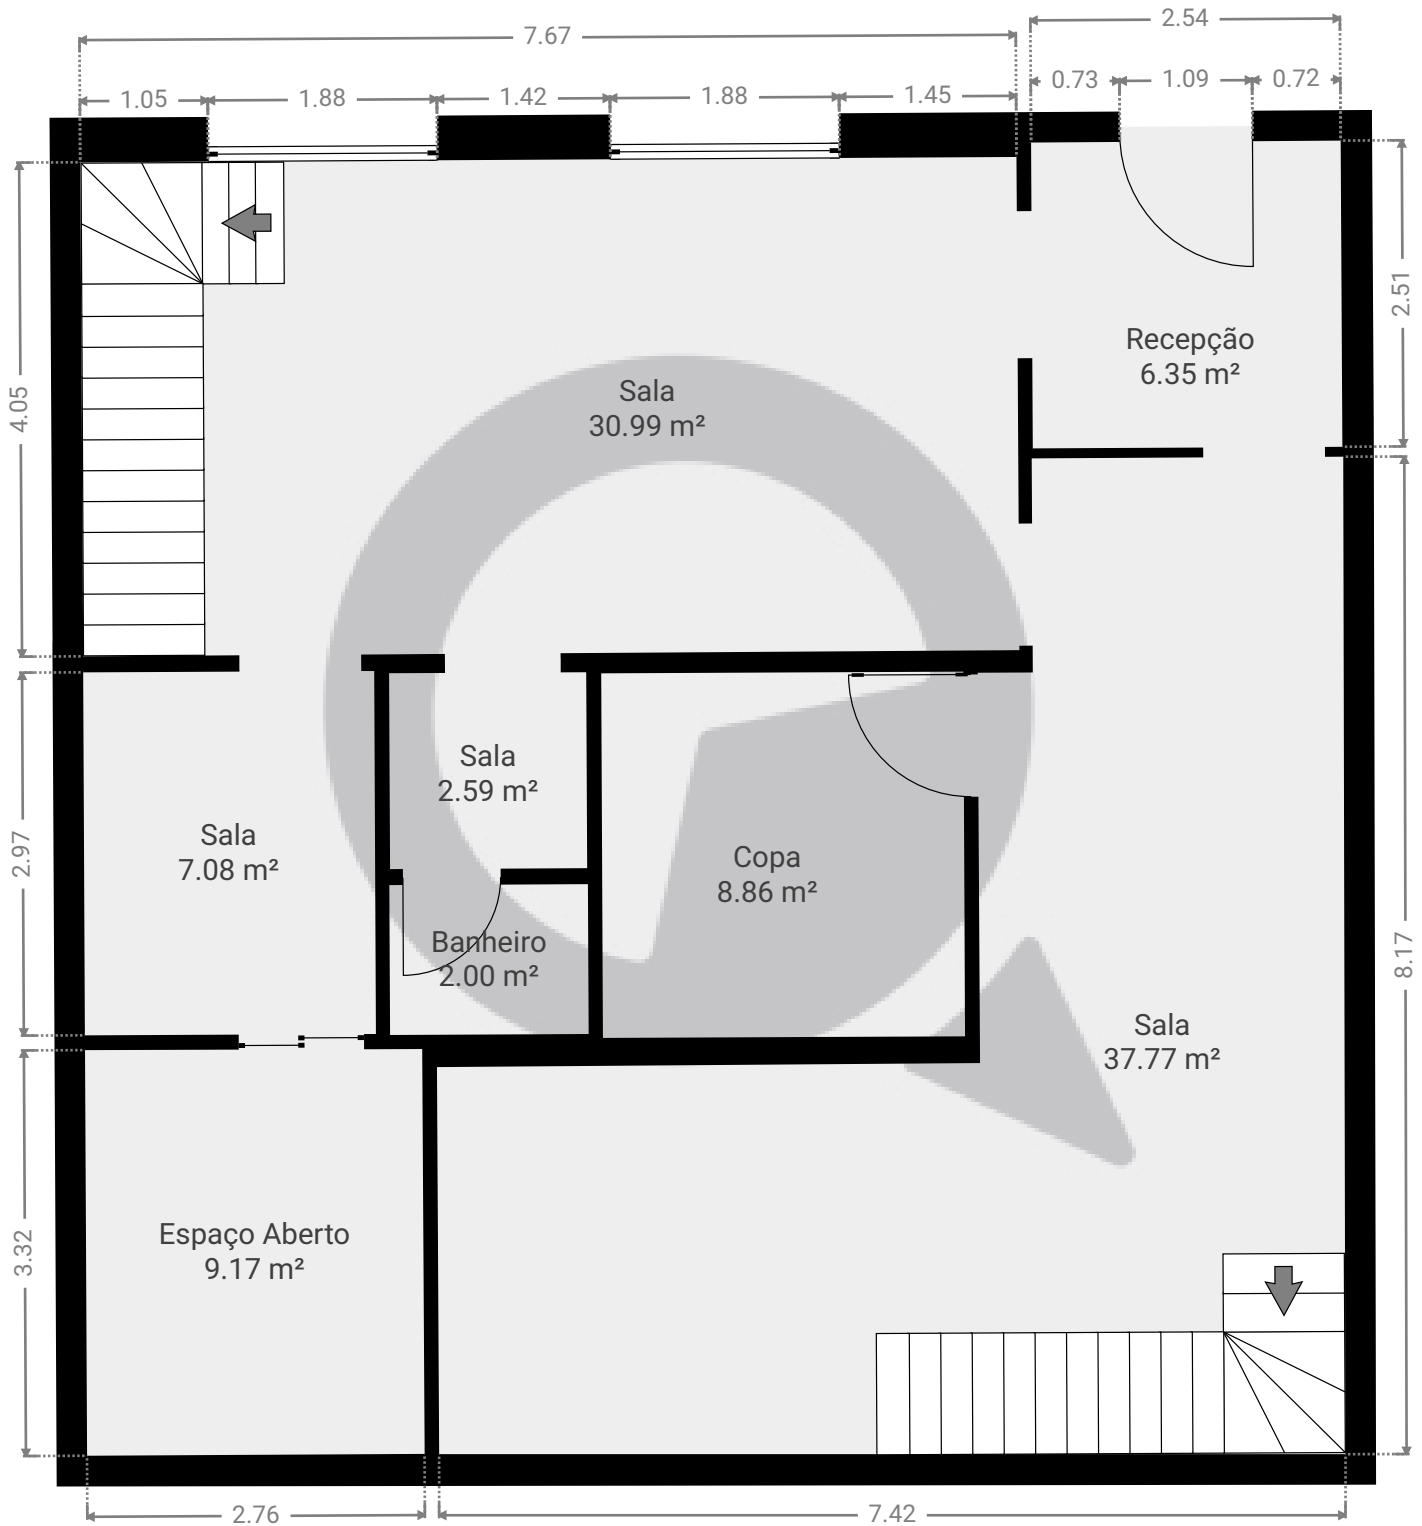 2.54
7.67
0.73
1.09
0.72
1.05
1.88
1.42
1.88
1.45
2.51
Recepção
6.35 m²
Sala
30.99 m²
4.05
Sala
2.59 m²
Sala
7.08 m²
2.97
Copa
8.86 m²
Banheiro
2.00 m²
8.17
Sala
37.77 m²
Espaço Aberto
9.17 m²
3.32
2.76
7.42